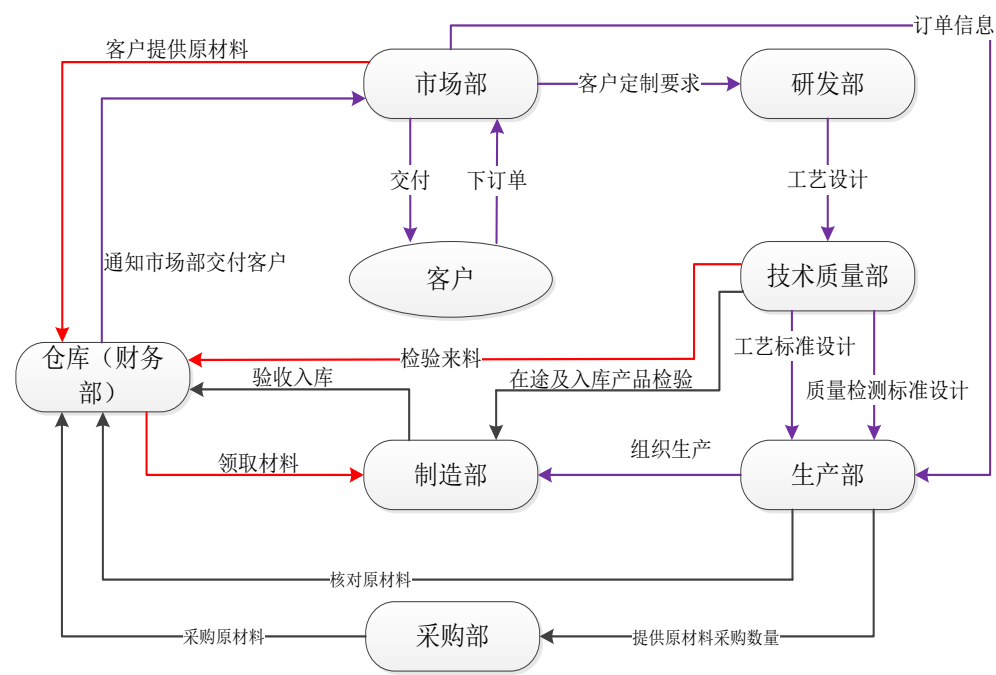 订单信息
客户提供原材料
市场部
客户定制要求
研发部
交付
下订单
工艺设计
通知市场部交付客户
客户
技术质量部
仓库（财务
部）
检验来料
工艺标准设计
验收入库
在途及入库产品检验
质量检测标准设计
领取材料
制造部
组织生产
生产部
核对原材料
采购原材料
采购部
提供原材料采购数量